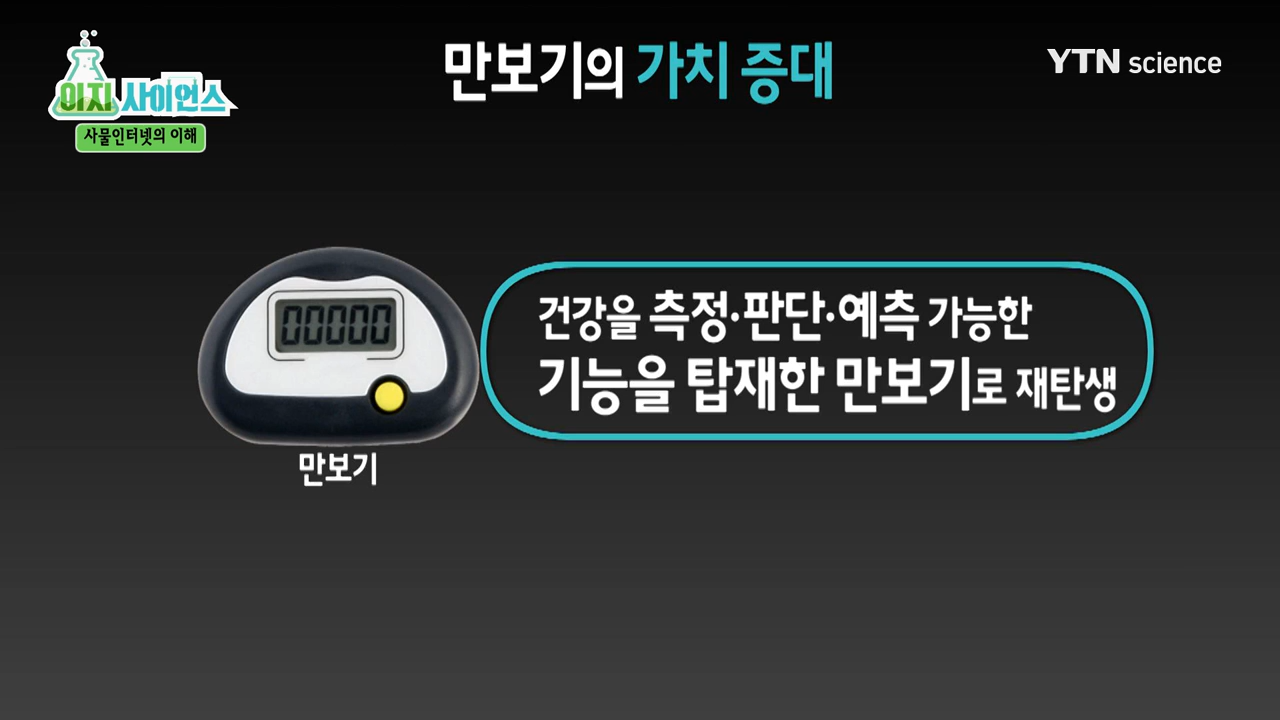 만보기의 가치 증대
YTN science
이지 사이언스
사물인터넷의 이해
건강을 측정·판단·예측 가능한
기능을 탑재한 만보기로 재탄생
00000
만보기